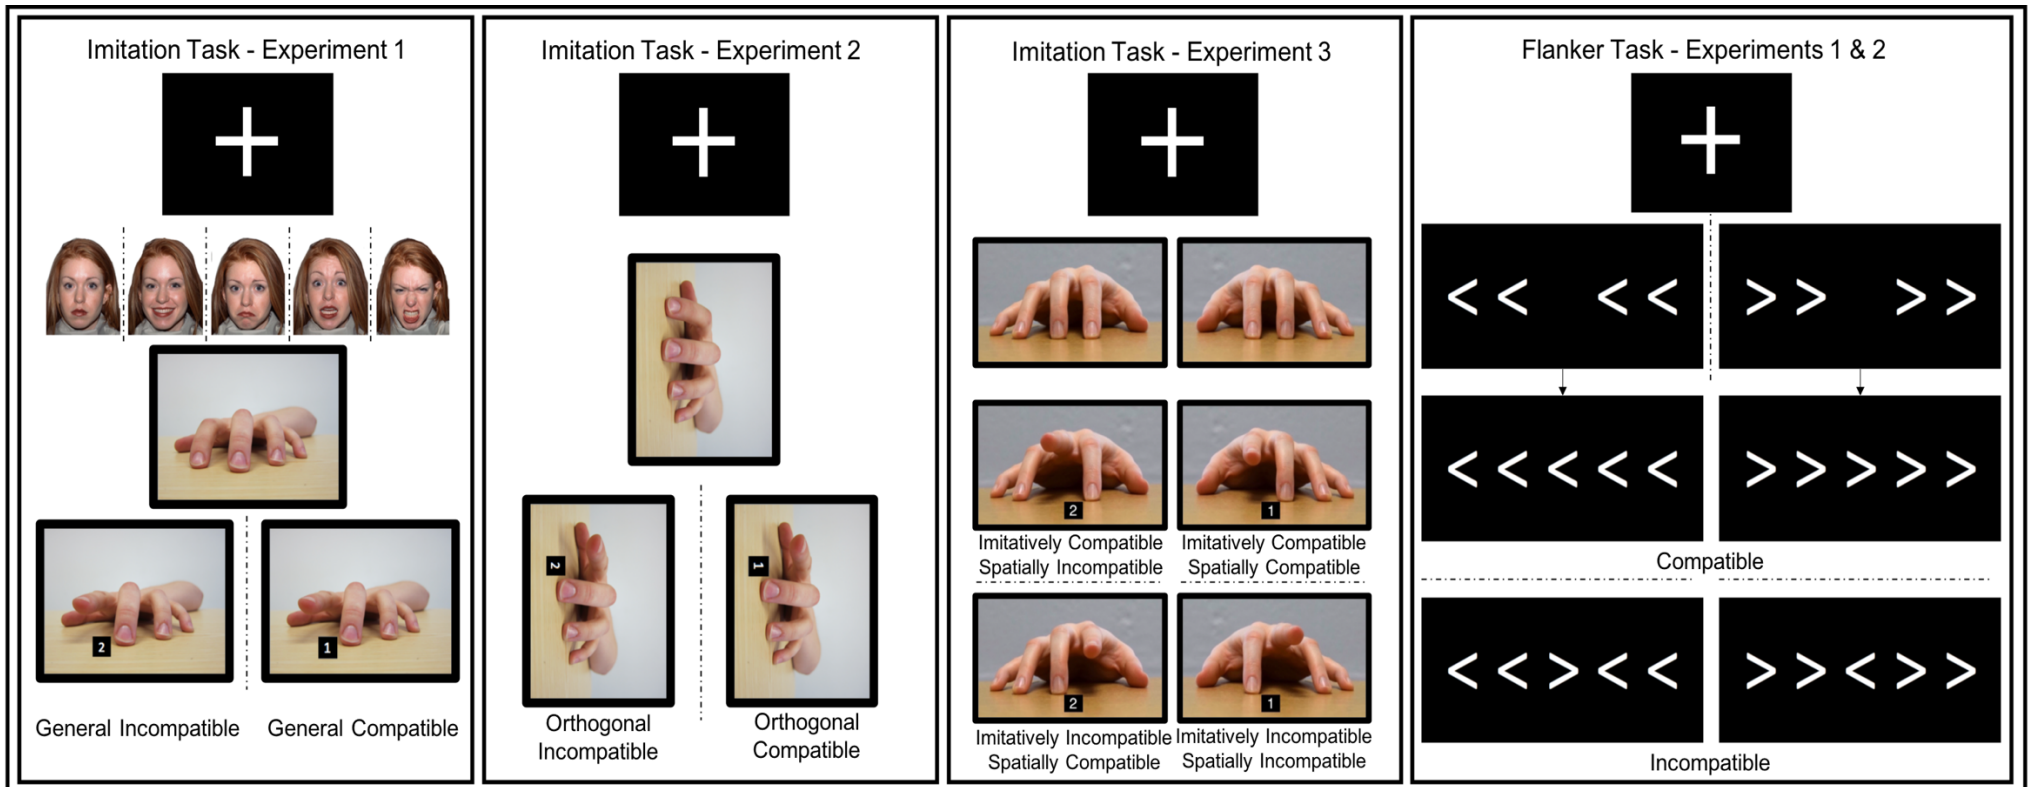 Imitation Task - Experiment 1
2
1
General Incompatible
General Compatible
Imitation Task - Experiment 2
2
1
Orthogonal
Incompatible
Orthogonal
Compatible
Imitation Task - Experiment 3
2
1
Imitatively Compatible
Spatially Incompatible
Imitatively Compatible
Spatially Compatible
2
1
Imitatively Incompatible
Spatially Compatible
Imitatively Incompatible
Spatially Incompatible
Flanker Task - Experiments 1 & 2
< < < <
> > > >
< < < < <
> > > > >
Compatible
< < > < <
> > < > >
Incompatible